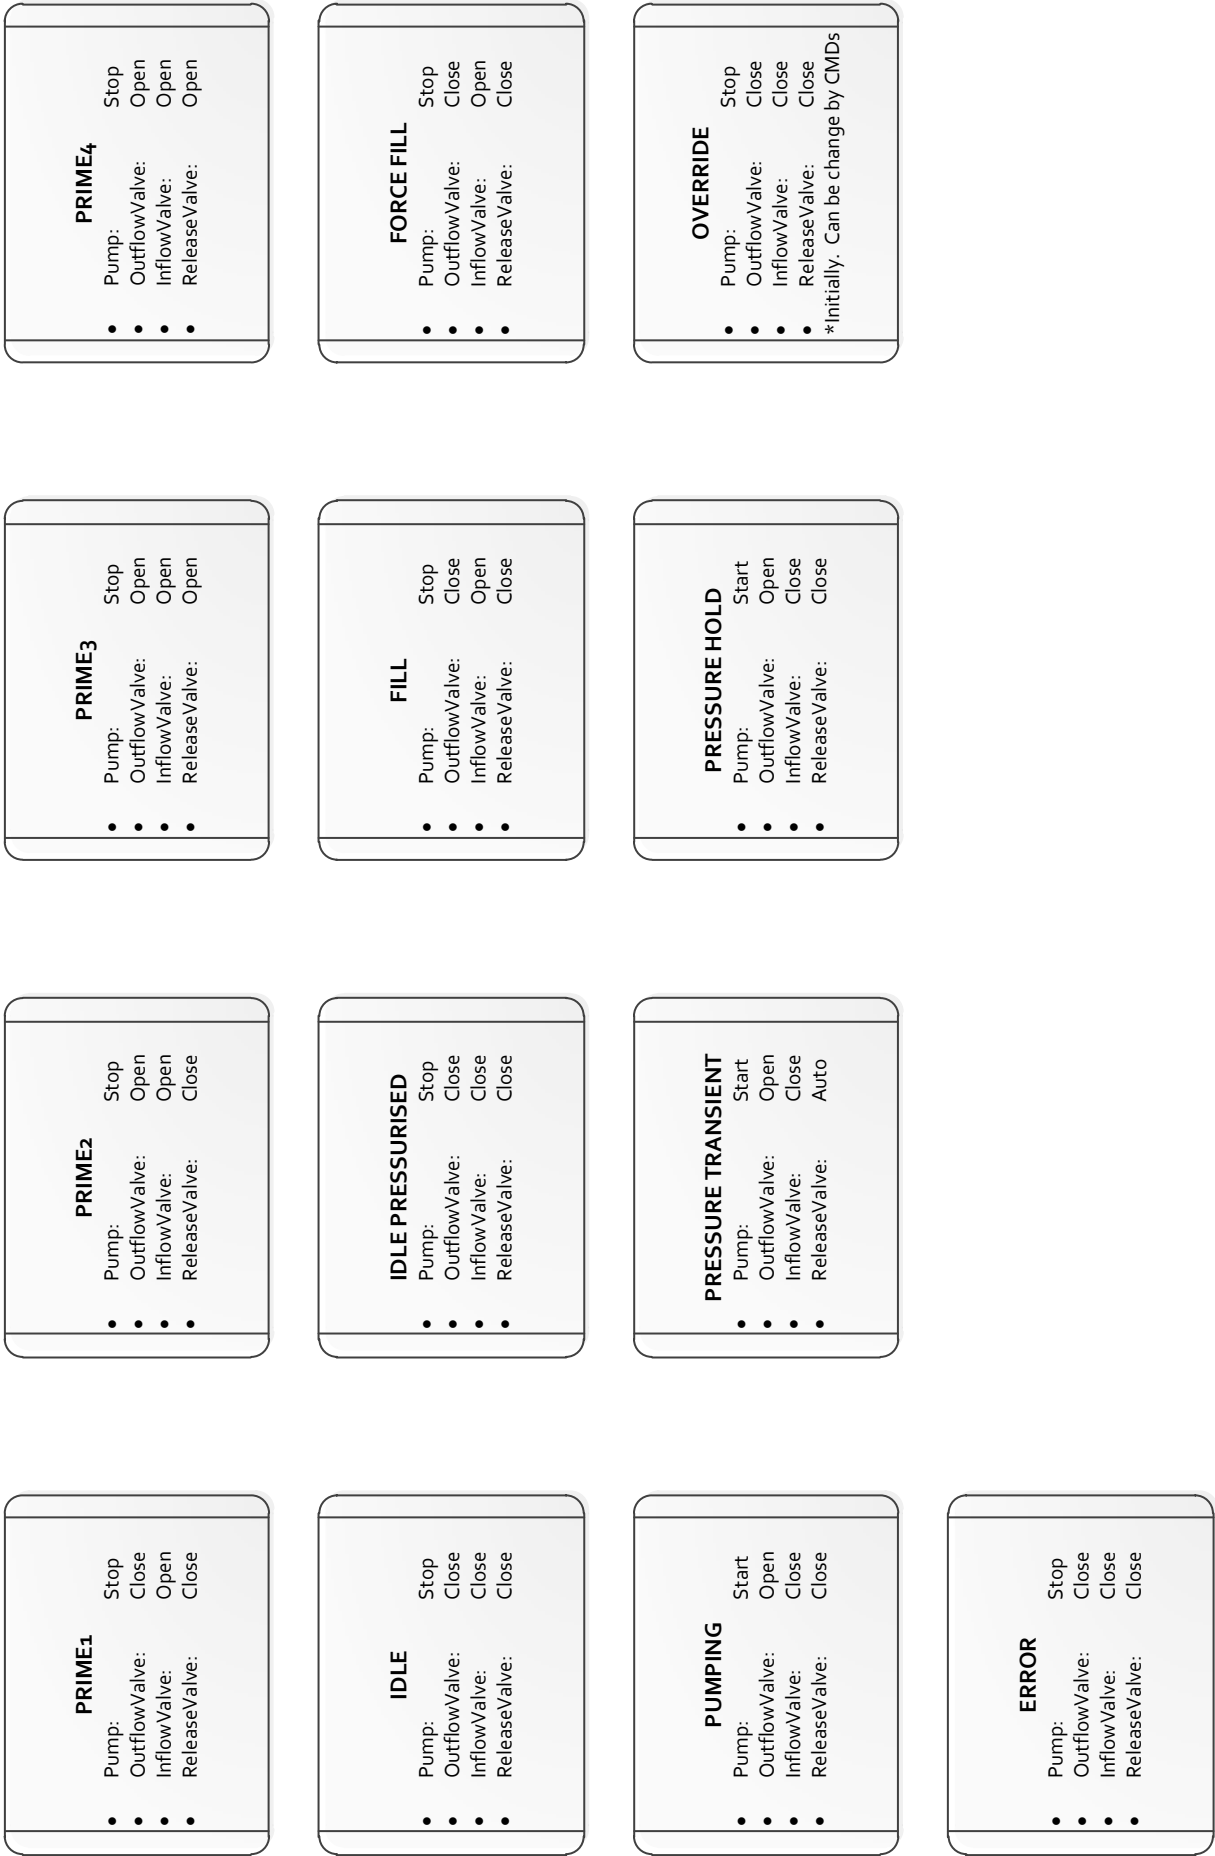 PRIME1
• Pump: Stop
• OutflowValve: Close
• InflowValve: Open
• ReleaseValve: Close
PRIME2
• Pump: Stop
• OutflowValve: Open
• InflowValve: Open
• ReleaseValve: Close
PRIME3
• Pump: Stop
• OutflowValve: Open
• InflowValve: Open
• ReleaseValve: Open
PRIME4
• Pump: Stop
• OutflowValve: Open
• InflowValve: Open
• ReleaseValve: Open
IDLE
• Pump: Stop
• OutflowValve: Close
• InflowValve: Close
• ReleaseValve: Close
IDLE PRESSURISED
• Pump: Stop
• OutflowValve: Close
• InflowValve: Close
• ReleaseValve: Close
FILL
• Pump: Stop
• OutflowValve: Close
• InflowValve: Open
• ReleaseValve: Close
FORCE FILL
• Pump: Stop
• OutflowValve: Close
• InflowValve: Open
• ReleaseValve: Close
PUMPING
• Pump: Start
• OutflowValve: Open
• InflowValve: Close
• ReleaseValve: Close
PRESSURE TRANSIENT
• Pump: Start
• OutflowValve: Open
• InflowValve: Close
• ReleaseValve: Auto
PRESSURE HOLD
• Pump: Start
• OutflowValve: Open
• InflowValve: Close
• ReleaseValve: Close
OVERRIDE
• Pump: Stop
• OutflowValve: Close
• InflowValve: Close
• ReleaseValve: Close
*Initially. Can be change by CMDs
ERROR
• Pump: Stop
• OutflowValve: Close
• InflowValve: Close
• ReleaseValve: Close